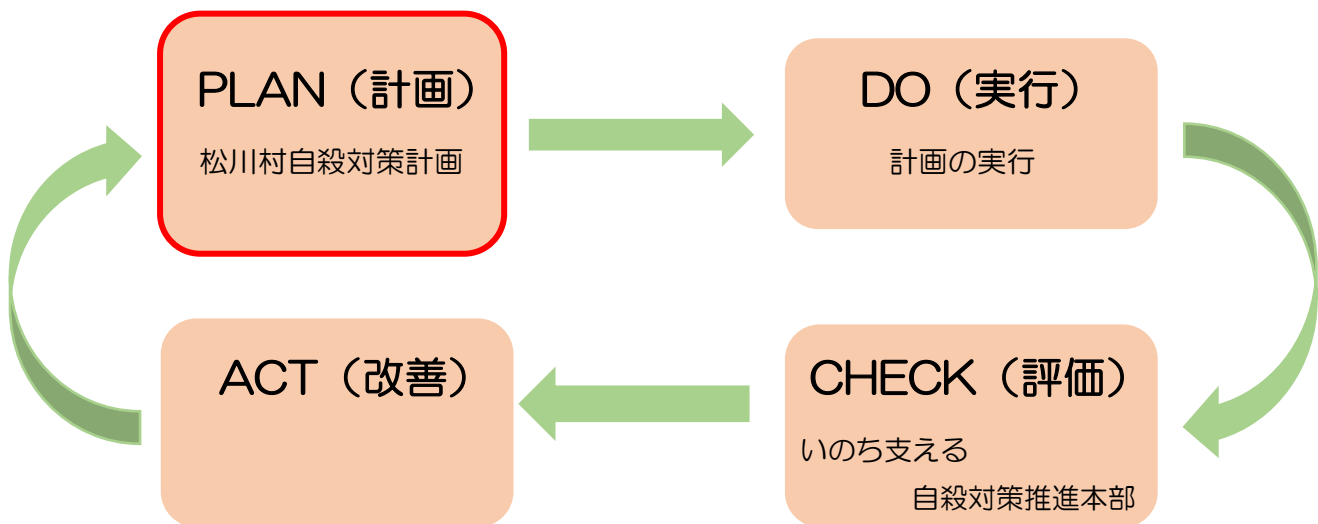 PLAN（計画）
松川村自殺対策計画
DO（実行）
計画の実行
ACT（改善）
CHECK（評価）
いのち支える
自殺対策推進本部